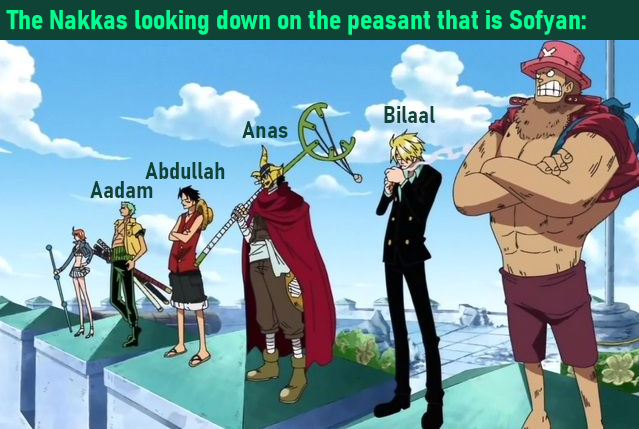 The Nakkas looking down on the peasant that is Sofyan:
Bilaal
Anas
Abdullah
Aadam